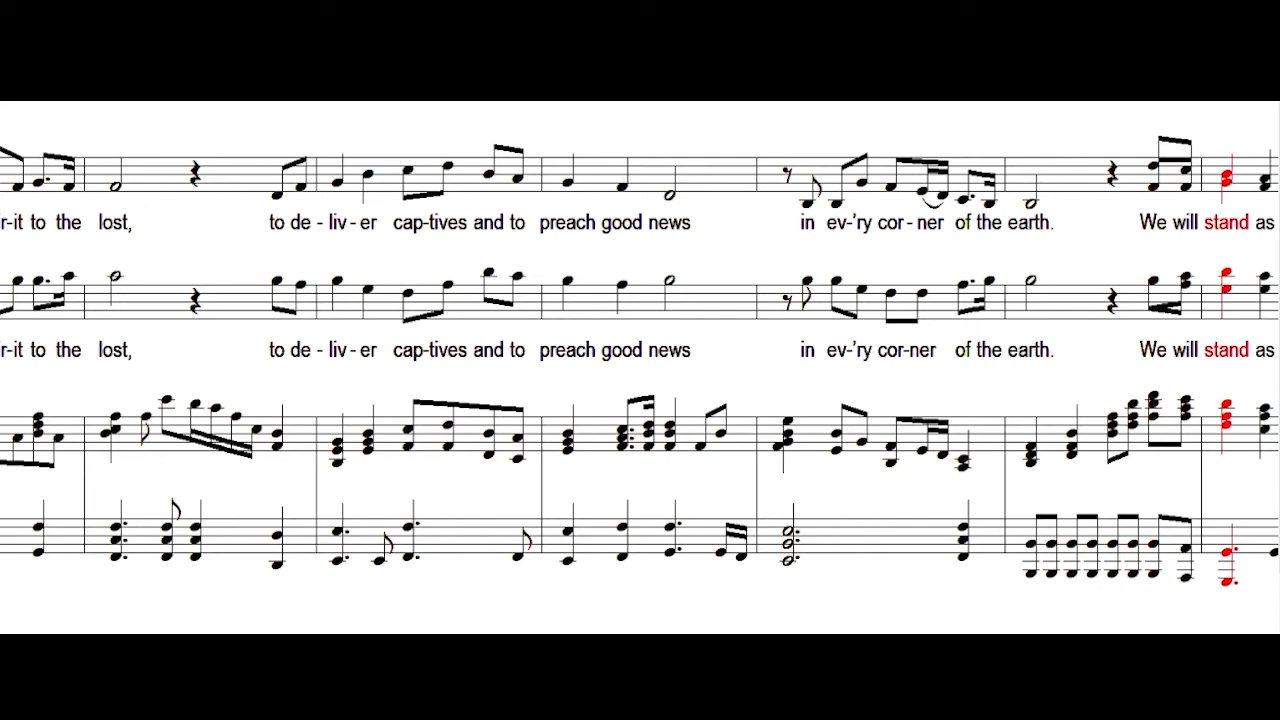 r-it to the lost, to de - liv - er cap-tives and to preach good news in ev-'ry cor - ner of the earth. We will stand as
r-it to the lost, to de - liv - er cap-tives and to preach good news in ev-'ry cor-ner of the earth. We will stand as